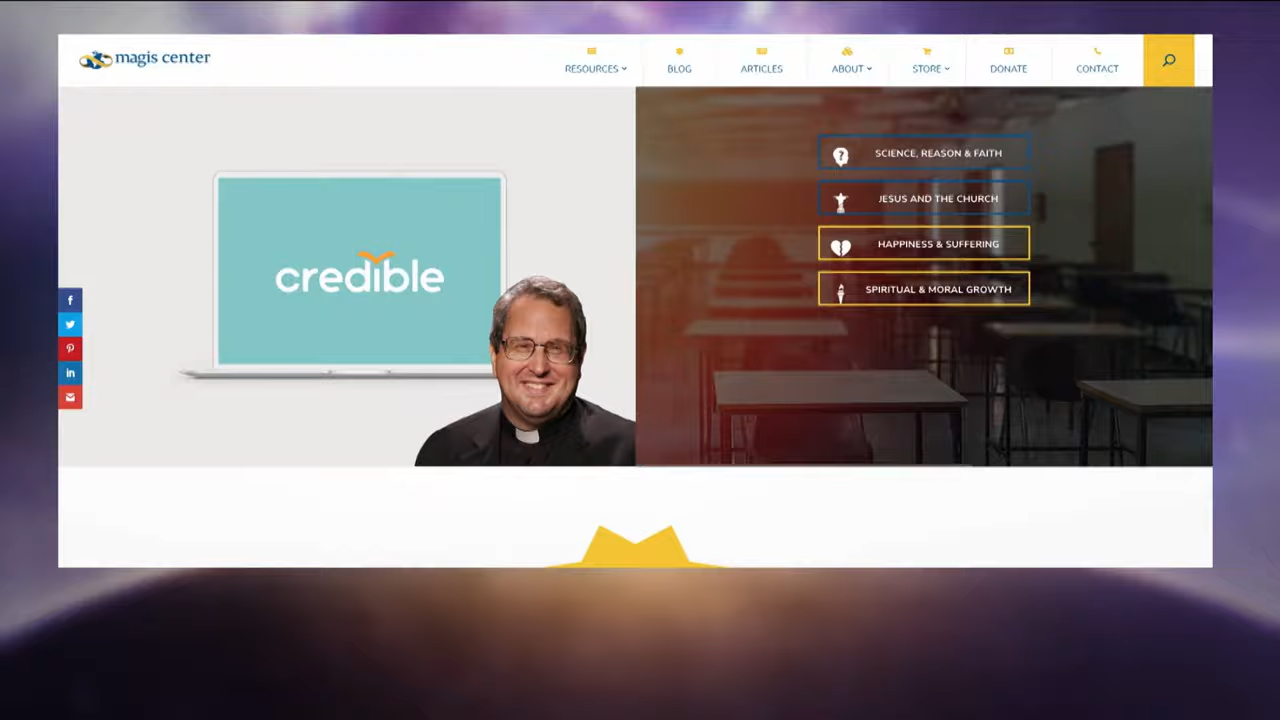 magis center
RESOURCES
BLOG
ARTICLES
ABOUT
STORE
DONATE
CONTACT
credible
SCIENCE, REASON & FAITH
JESUS AND THE CHURCH
HAPPINESS & SUFFERING
SPIRITUAL & MORAL GROWTH